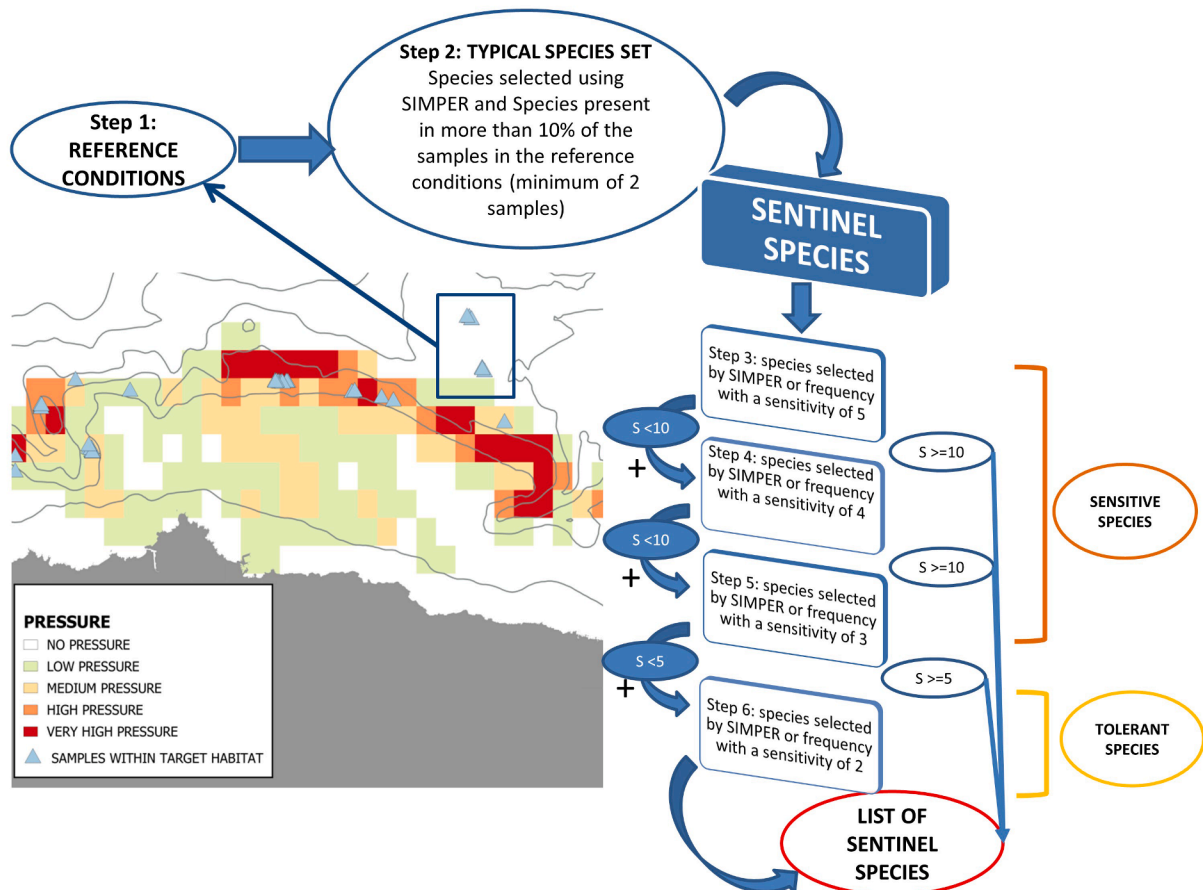 Step 1:
REFERENCE
CONDITIONS
Step 2: TYPICAL SPECIES SET
Species selected using
SIMPER and Species present
in more than 10% of the
samples in the reference
conditions (minimum of 2
samples)
SENTINEL
SPECIES
Step 3: species selected
by SIMPER or frequency
with a sensitivity of 5
S <10
+
S >=10
Step 4: species selected
by SIMPER or frequency
with a sensitivity of 4
S <10
+
S >=10
Step 5: species selected
by SIMPER or frequency
with a sensitivity of 3
S <5
+
S >=5
Step 6: species selected
by SIMPER or frequency
with a sensitivity of 2
SENSITIVE
SPECIES
TOLERANT
SPECIES
LIST OF
SENTINEL
SPECIES
PRESSURE
NO PRESSURE
LOW PRESSURE
MEDIUM PRESSURE
HIGH PRESSURE
VERY HIGH PRESSURE
SAMPLES WITHIN TARGET HABITAT